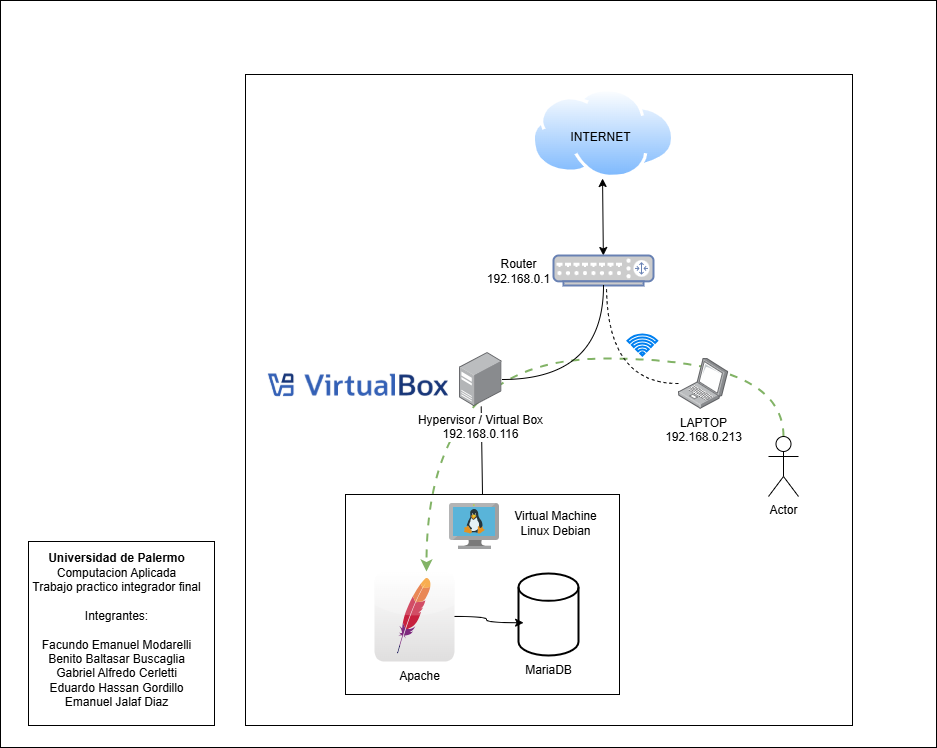 INTERNET
Router
192.168.0.1
VirtualBox
Hypervisor / Virtual Box
192.168.0.116
LAPTOP
192.168.0.213
Actor
Virtual Machine
Linux Debian
Apache
MariaDB
Universidad de Palermo
Computacion Aplicada
Trabajo practico integrador final
Integrantes:
Facundo Emanuel Modarelli
Benito Baltasar Buscaglia
Gabriel Alfredo Cerletti
Eduardo Hassan Gordillo
Emanuel Jalaf Diaz